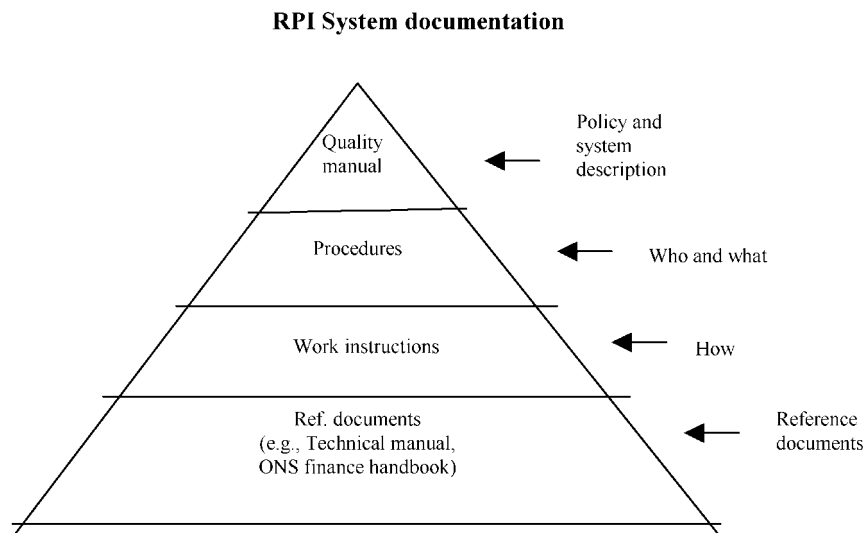 RPI System documentation
Quality
manual
Policy and
system
description
Procedures
Who and what
Work instructions
How
Ref. documents
(e.g., Technical manual,
ONS finance handbook)
Reference
documents